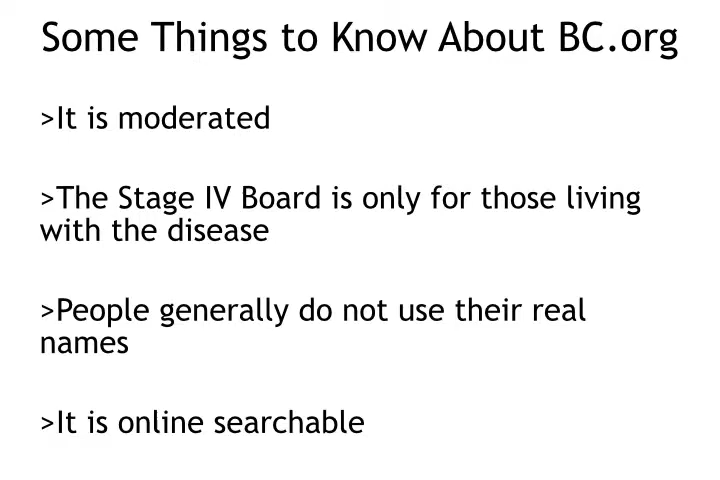 Some Things to Know About BC.org
>It is moderated
>The Stage IV Board is only for those living
with the disease
>People generally do not use their real
names
>It is online searchable